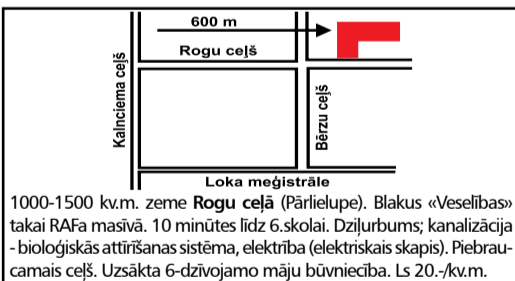 600 m
Rogu ceļš
Kalnciema ceļš
Bērzu ceļš
Loka meģistrāle
1000-1500 kv.m. zeme Rogu ceļā (Pārlielupe). Blakus «Veselības»
takai RAFa masīvā. 10 minūtes līdz 6.skolai. Dziļurbums; kanalizācija
- bioloģiskās attīrīšanas sistēma, elektrība (elektriskais skapis). Piebrau-
camais ceļš. Uzsākta 6-dzīvojamo māju būvniecība. Ls 20.-/kv.m.